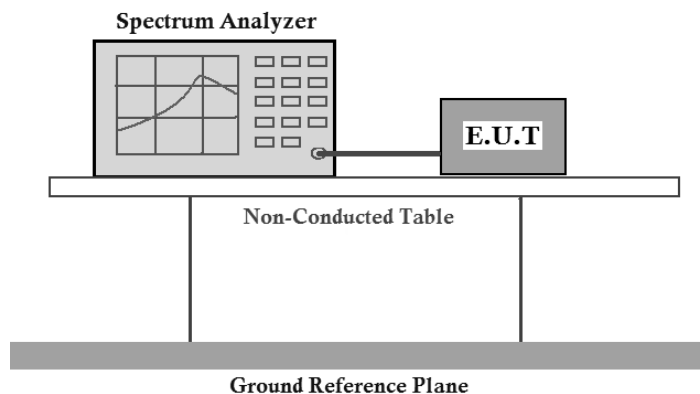 Spectrum Analyzer
E.U.T
Non-Conducted Table
Ground Reference Plane